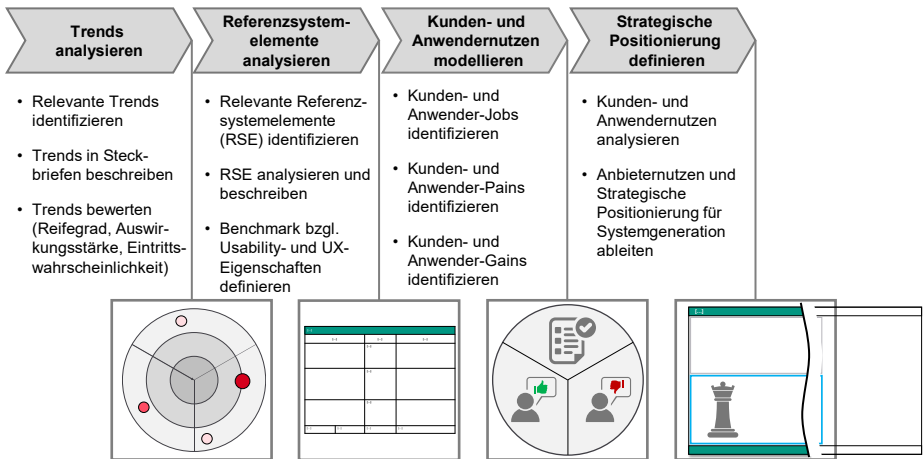 Trends
analysieren
Referenzsystem-
elemente
analysieren
Kunden- und
Anwendernutzen
modellieren
Strategische
Positionierung
definieren
• Relevante Trends
identifizieren
• Trends in Steck-
briefen beschreiben
• Trends bewerten
(Reifegrad, Auswir-
kungsstärke, Eintritts-
wahrscheinlichkeit)
• Relevante Referenz-
systemelemente
(RSE) identifizieren
• RSE analysieren und
beschreiben
• Benchmark bzgl.
Usability- und UX-
Eigenschaften
definieren
• Kunden- und
Anwender-Jobs
identifizieren
• Kunden- und
Anwender-Pains
identifizieren
• Kunden- und
Anwender-Gains
identifizieren
• Kunden- und
Anwendernutzen
analysieren
• Anbieternutzen und
Strategische
Positionierung für
Systemgeneration
ableiten
[...]